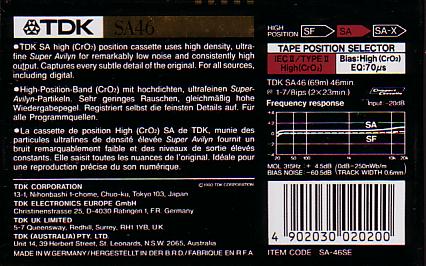 TDK SA46
HIGH POSITION SF SA SA-X
TAPE POSITION SELECTOR
IEC II/TYPE II High(CrO₂) Bias:High(CrO₂) EQ:70µs
TDK SA46 (69m) 46min
@ 1-7/8ips (2×23min.)
Frequency response Input -20dB
SA
SF
20 50 100 200 500 1k 2k 5k 10k 20k
MOL 315Hz : + 4.5dB (0dB=250nWb/m)
BIAS NOISE : -60.5dB TRACK WIDTH 0.6mm
●TDK SA high (CrO₂) position cassette uses high density, ultra-
fine Super Avilyn for remarkably low noise and consistently high
output. Captures every subtle detail of the original. For all sources,
including digital.
●High-Position-Band (CrO₂) mit hochdichten, ultrafeinen Super-
Avilyn-Partikeln. Sehr geringes Rauschen, gleichmäßig hohe
Wiedergabepegel. Registriert selbst die feinsten Details auf. Für
alle Programmquellen.
●La cassette de position High (CrO₂) SA de TDK, munie des
particules ultrafines de densité élevée Super Avilyn fournit un
bruit remarquablement faible et des niveaux de sortie élevés
constants. Elle saisit toutes les nuances de l'original. Idéale pour
une reproduction précise du son numérique.
TDK CORPORATION
13-1, Nihonbashi 1-chome, Chuo-ku, Tokyo 103, Japan
TDK ELECTRONICS EUROPE GmbH
Christinenstrasse 25, D-4030 Ratingen 1, F.R. Germany
TDK UK LIMITED
5-7 Queensway, Redhill, Surrey, RH1 1YB, UK
TDK (AUSTRALIA) PTY. LTD.
Unit 14, 39 Herbert Street, St. Leonards, N.S.W. 2065, Australia
MADE IN W.GERMANY/HERGESTELLT IN DER B.R.D./FABRIQUE EN R.F.A
4 902030 020200
ITEM CODE SA-46SE